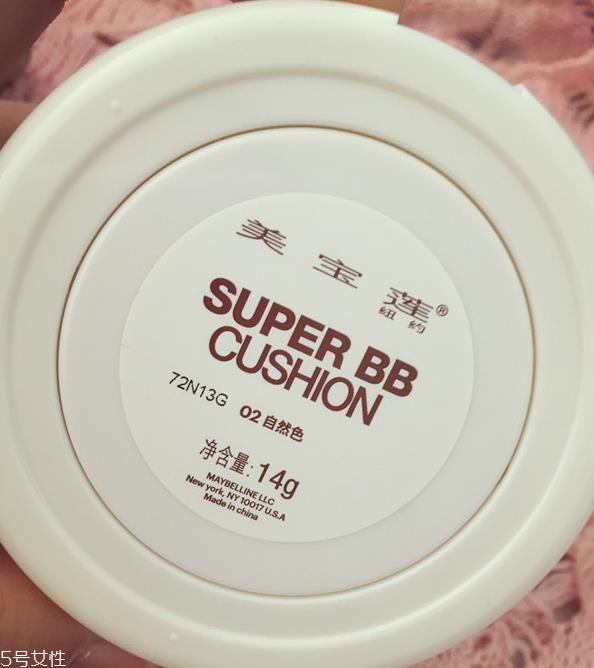 美宝莲®
纽约
SUPER BB
CUSHION
72N13G 02 自然色
净含量: 14g
MAYBELLINE LLC
New york, NY 10017 U.S.A
Made in china
5号女性